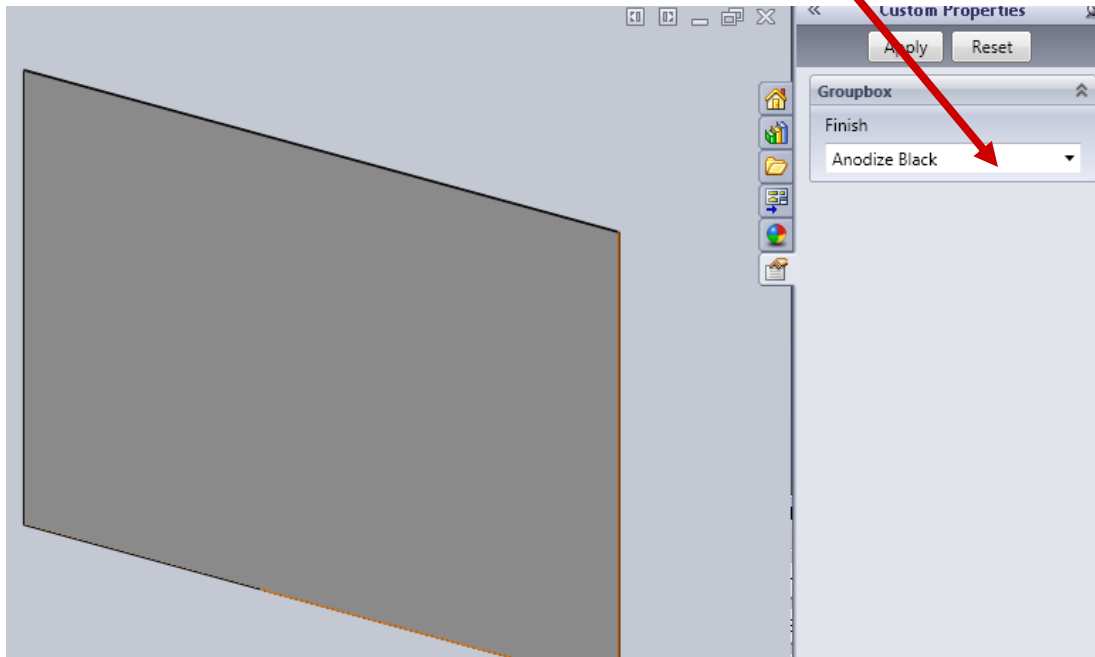 Custom Properties
Apply Reset
Groupbox
Finish
Anodize Black